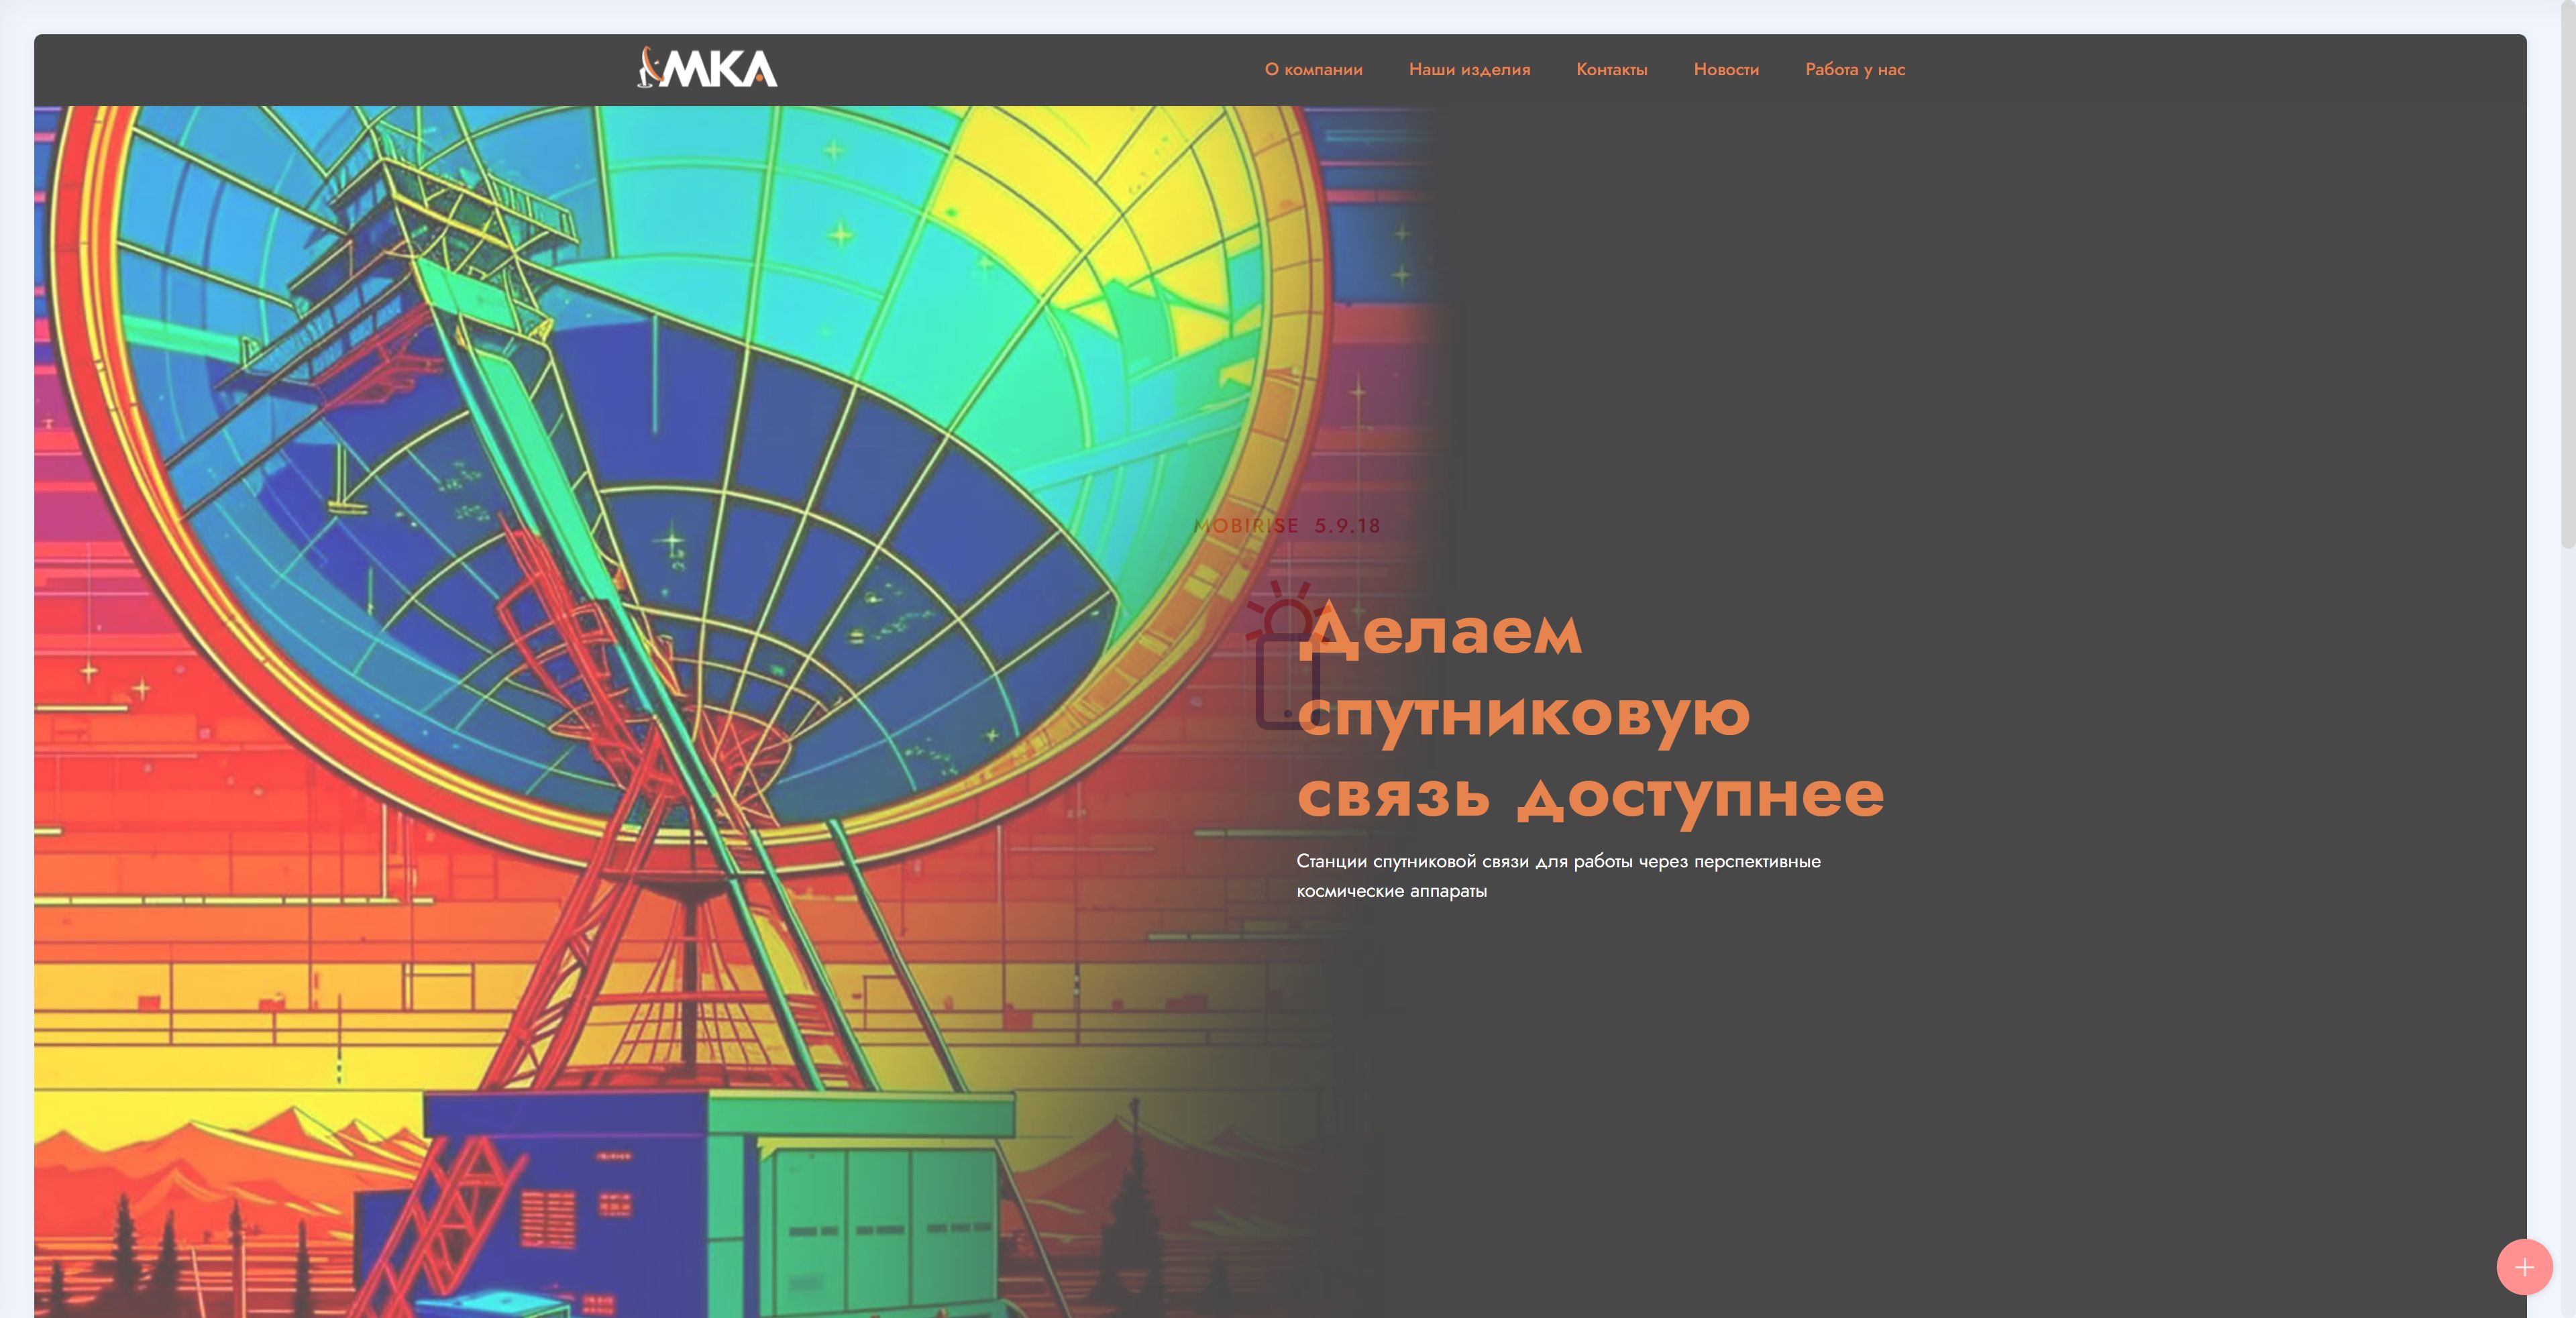 МКА
О компании
Наши изделия
Контакты
Новости
Работа у нас
MOBIRISE 5.9.18
Делаем
спутниковую
связь доступнее
Станции спутниковой связи для работы через перспективные
космические аппараты